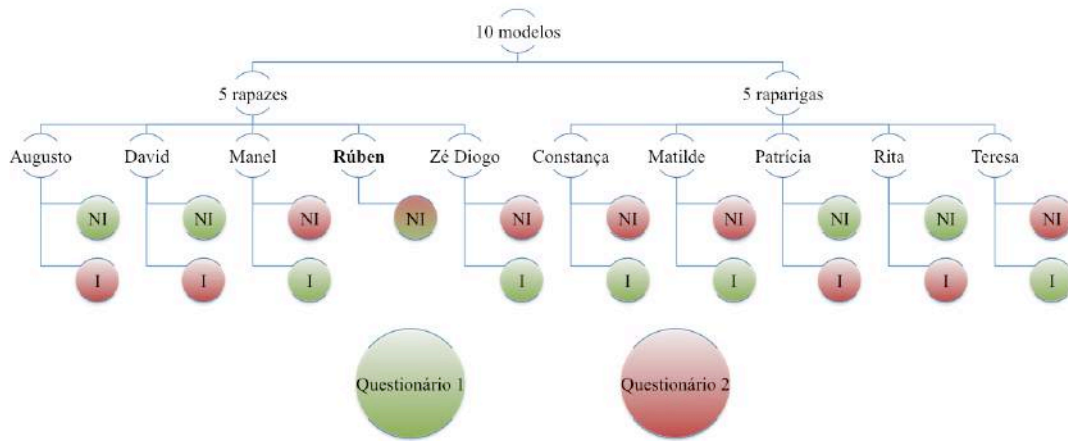 10 modelos
5 rapazes 5 raparigas
Augusto David Manel Rúben Zé Diogo Constança Matilde Patrícia Rita Teresa
NI NI NI NI NI NI NI NI NI NI
I I I I I I I I I
Questionário 1 Questionário 2